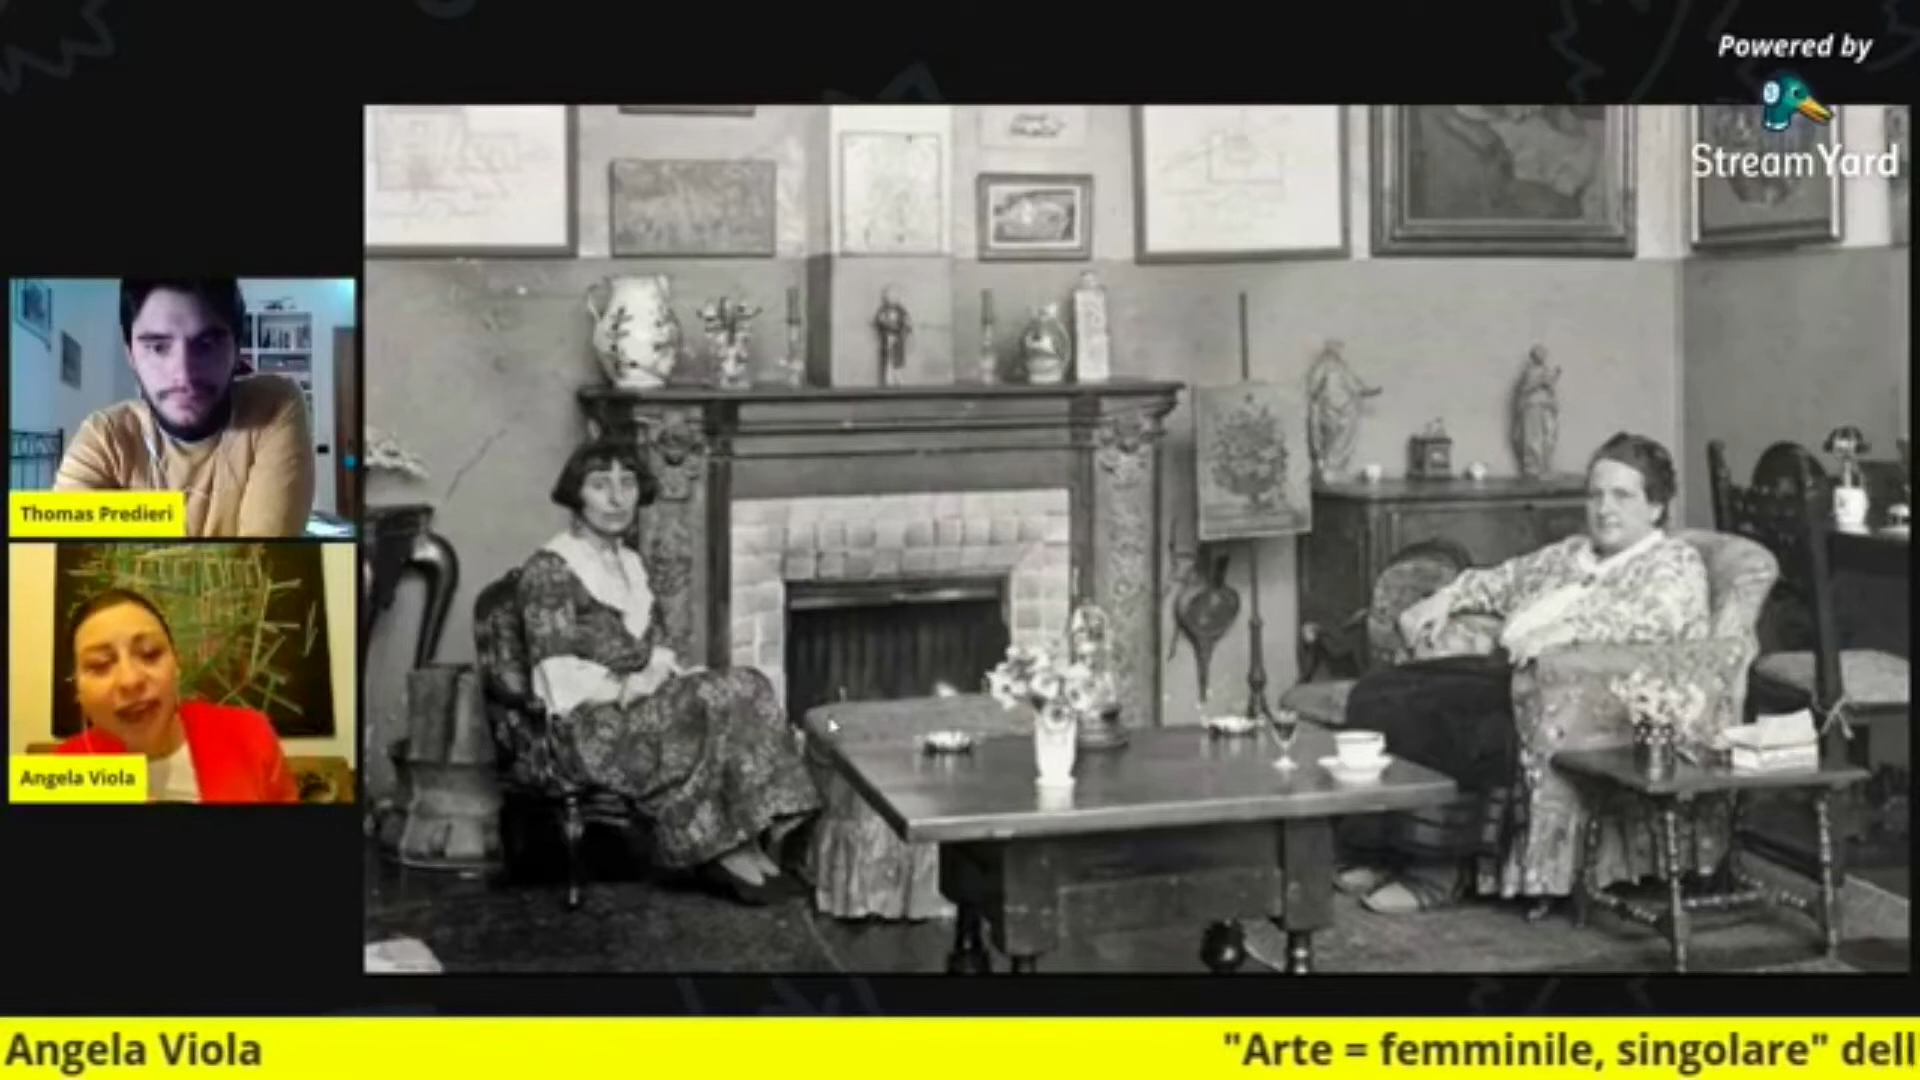 Powered by
StreamYard
Thomas Predieri
Angela Viola
Angela Viola
"Arte = femminile, singolare" dell